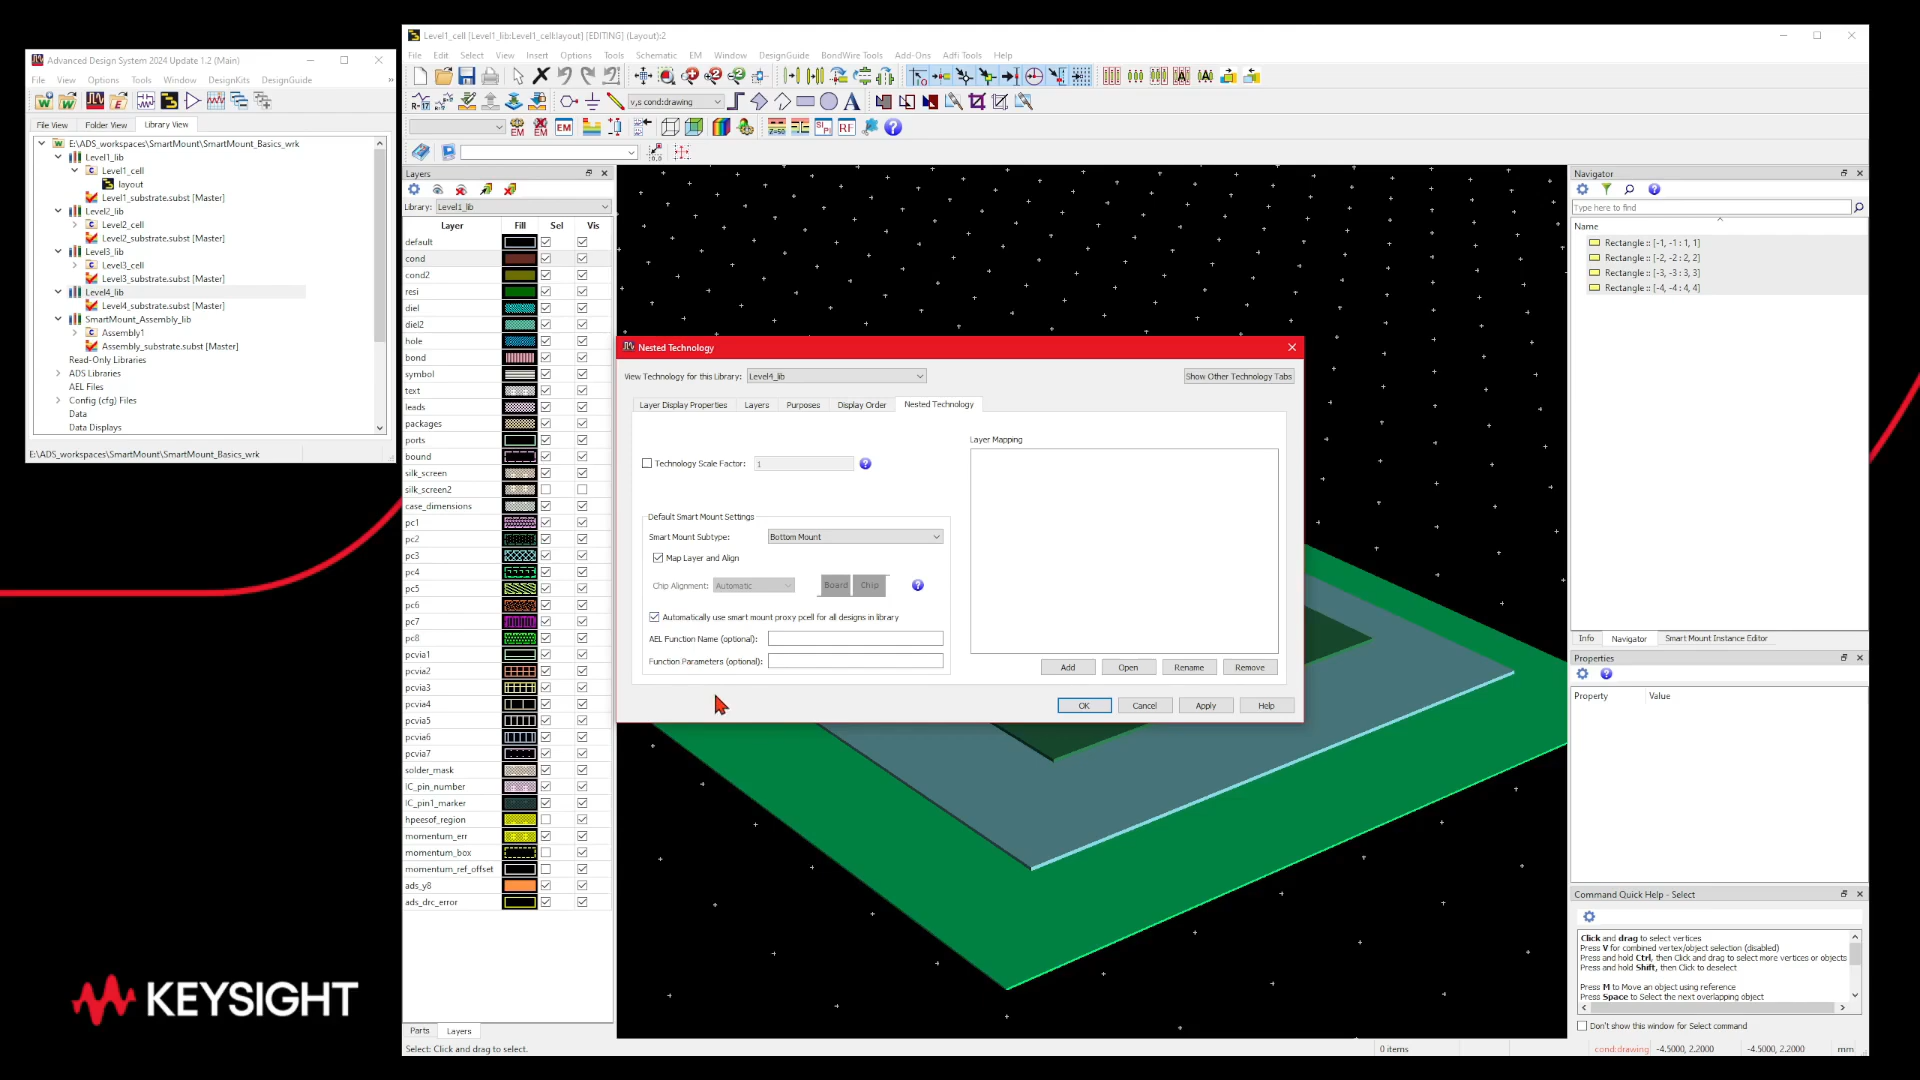 Advanced Design System 2024 Update 1.2 (Main)
File View Options Tools Window DesignKits DesignGuide
File View Folder View Library View
E:\ADS_workspaces\SmartMount\SmartMount_Basics_wrk
Level1_lib
Level1_cell
layout
Level1_substrate.subst [Master]
Level2_lib
Level2_cell
Level2_substrate.subst [Master]
Level3_lib
Level3_cell
Level3_substrate.subst [Master]
Level4_lib
Level4_substrate.subst [Master]
SmartMount_Assembly_lib
Assembly1
Assembly_substrate.subst [Master]
Read-Only Libraries
ADS Libraries
AEL Files
Config (cfg) Files
Data
Data Displays
E:\ADS_workspaces\SmartMount\SmartMount_Basics_wrk
KEYSIGHT
Level1_cell [Level1_lib:Level1_cell:layout] [EDITING] (Layout):2
File Edit Select View Insert Options Tools Schematic EM Window DesignGuide BondWire Tools Add-Ons Adfi Tools Help
v,s cond:drawing
Layers
Library: Level1_lib
Layer Fill Sel Vis
default
cond
cond2
resi
diel
diel2
hole
bond
symbol
text
leads
packages
ports
bound
silk_screen
silk_screen2
case_dimensions
pc1
pc2
pc3
pc4
pc5
pc6
pc7
pc8
pcvia1
pcvia2
pcvia3
pcvia4
pcvia5
pcvia6
pcvia7
solder_mask
IC_pin_number
IC_pin1_marker
hpeesof_region
momentum_err
momentum_box
momentum_ref_offset
ads_y8
ads_drc_error
Parts Layers
Select: Click and drag to select.
Nested Technology
View Technology for this Library: Level4_lib
Show Other Technology Tabs
Layer Display Properties Layers Purposes Display Order Nested Technology
Technology Scale Factor: 1
Layer Mapping
Default Smart Mount Settings
Smart Mount Subtype: Bottom Mount
Map Layer and Align
Chip Alignment: Automatic Board Chip
Automatically use smart mount proxy pcell for all designs in library
AEL Function Name (optional):
Function Parameters (optional):
Add Open Rename Remove
OK Cancel Apply Help
Navigator
Type here to find
Name
Rectangle :: [-1, -1 : 1, 1]
Rectangle :: [-2, -2 : 2, 2]
Rectangle :: [-3, -3 : 3, 3]
Rectangle :: [-4, -4 : 4, 4]
Info Navigator Smart Mount Instance Editor
Properties
Property Value
Command Quick Help - Select
Click and drag to select vertices
Press V for combined vertex/object selection (disabled)
Press and hold Ctrl, then Click and drag to select more vertices or objects
Press and hold Shift, then Click to deselect
Press M to Move an object using reference
Press Space to Select the next overlapping object
Don't show this window for Select command
0 items cond:drawing -4.5000, 2.2000 -4.5000, 2.2000 mm